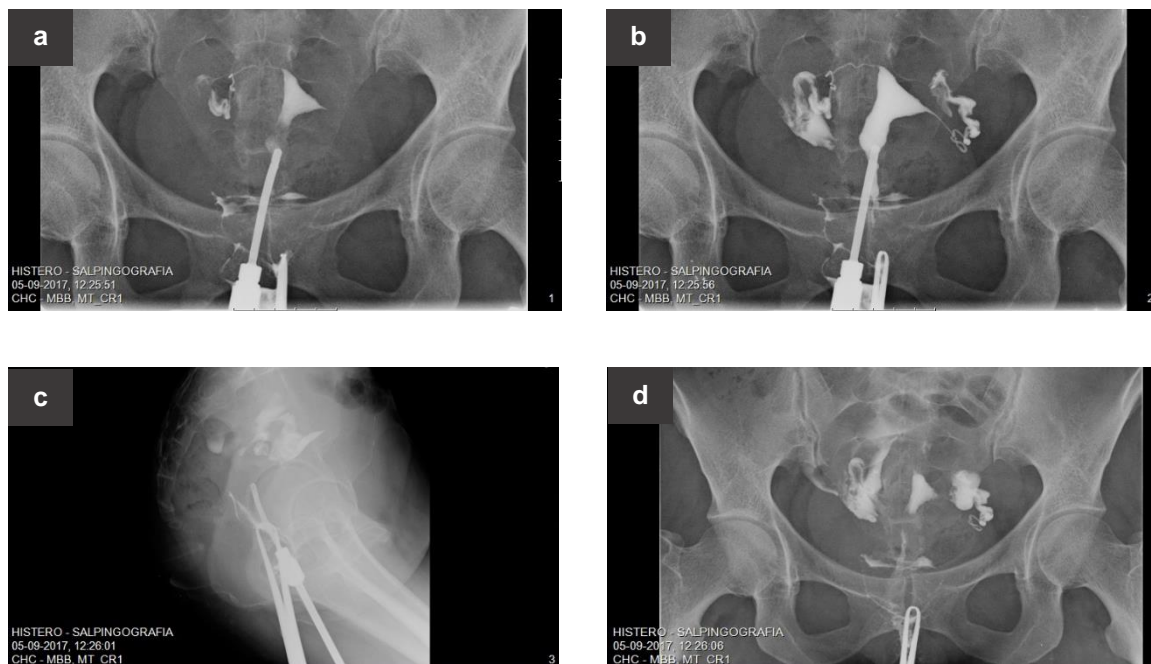 a
HISTERO - SALPINGOGRAFIA
05-09-2017, 12:25:51
CHC - MBB, MT_CR1
1
b
HISTERO - SALPINGOGRAFIA
05-09-2017, 12:25:56
CHC - MBB, MT_CR1
2
c
HISTERO - SALPINGOGRAFIA
05-09-2017, 12:26:01
CHC - MBB, MT_CR1
3
d
HISTERO - SALPINGOGRAFIA
05-09-2017, 12:26:06
CHC - MBB, MT_CR1